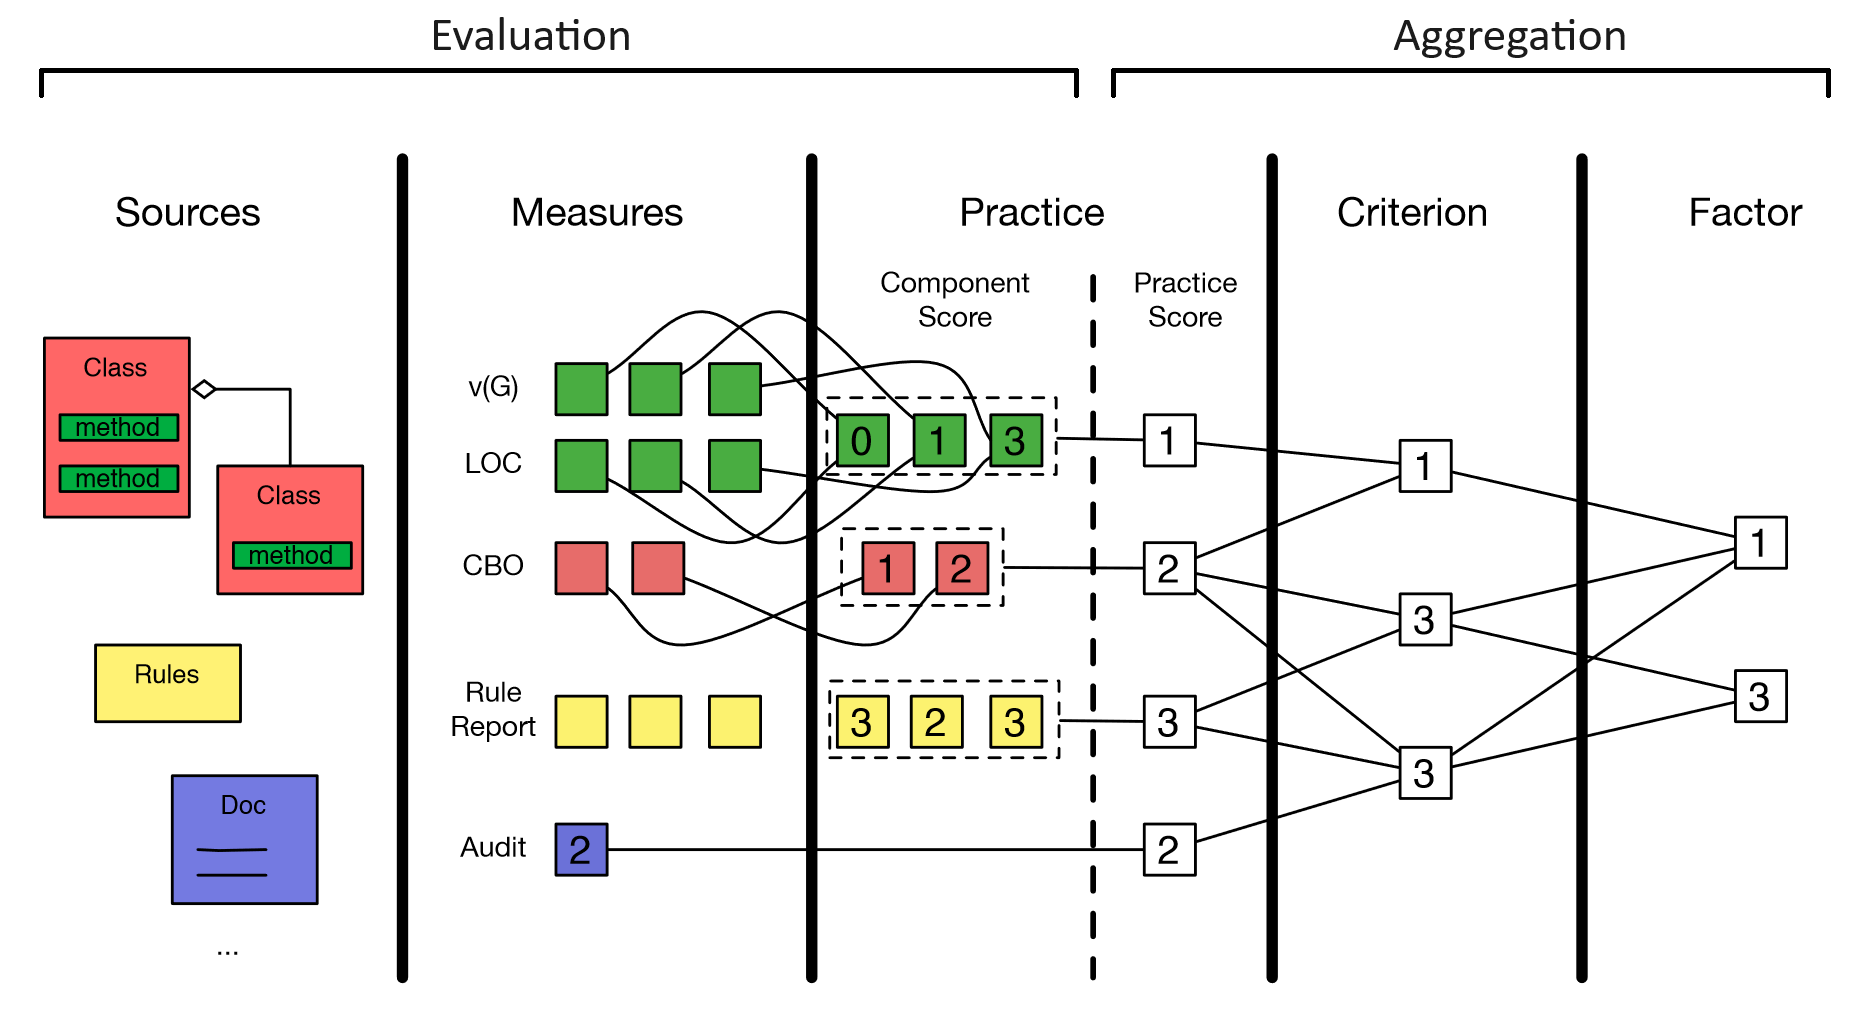 Evaluation
Aggregation
Sources
Measures
Practice
Criterion
Factor
Component
Score
Practice
Score
Class
method
method
Class
method
Rules
Doc
...
v(G)
LOC
0 1 3
1
1
CBO
1 2
2
3
1
Rule
Report
3 2 3
3
3
3
Audit
2
2